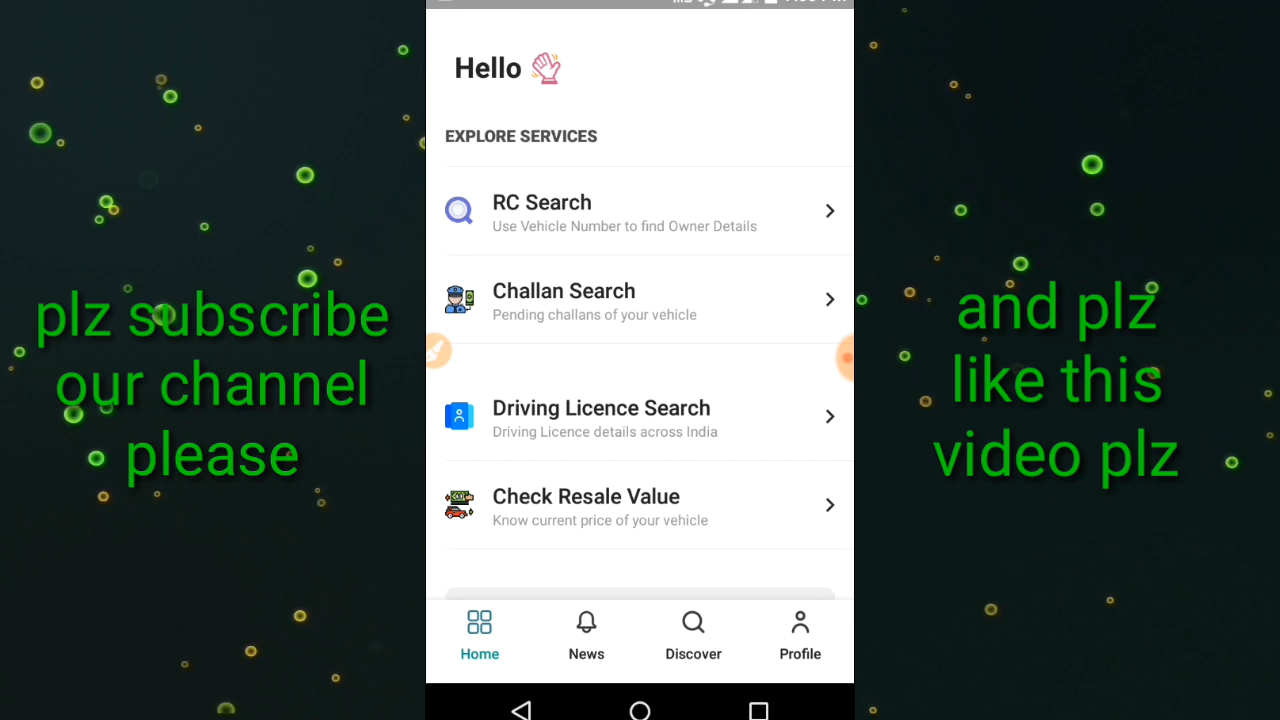 Hello
EXPLORE SERVICES
RC Search
Use Vehicle Number to find Owner Details
Challan Search
Pending challans of your vehicle
Driving Licence Search
Driving Licence details across India
Check Resale Value
Know current price of your vehicle
Home
News
Discover
Profile
plz subscribe
our channel
please
and plz
like this
video plz